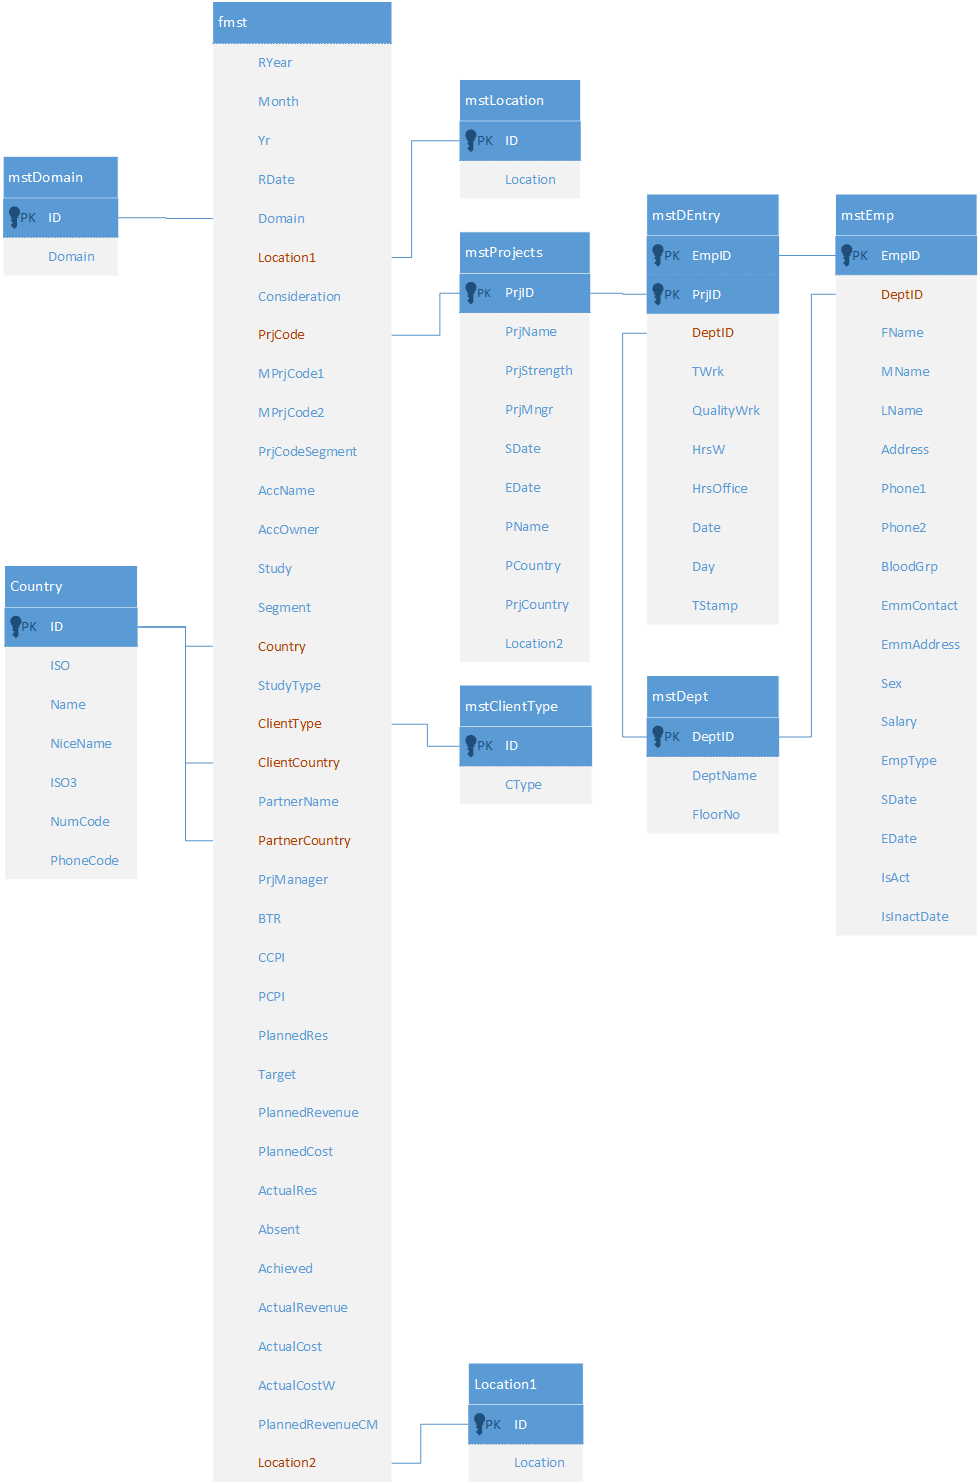 fmst
RYear
Month
Yr
RDate
Domain
Location1
Consideration
PrjCode
MPrjCode1
MPrjCode2
PrjCodeSegment
AccName
AccOwner
Study
Segment
Country
StudyType
ClientType
ClientCountry
PartnerName
PartnerCountry
PrjManager
BTR
CCPI
PCPI
PlannedRes
Target
PlannedRevenue
PlannedCost
ActualRes
Absent
Achieved
ActualRevenue
ActualCost
ActualCostW
PlannedRevenueCM
Location2
mstDomain
PK ID
Domain
Country
PK ID
ISO
Name
NiceName
ISO3
NumCode
PhoneCode
mstLocation
PK ID
Location
mstProjects
PK PrjID
PrjName
PrjStrength
PrjMngr
SDate
EDate
PName
PCountry
PrjCountry
Location2
mstClientType
PK ID
CType
Location1
PK ID
Location
mstDEntry
PK EmpID
PK PrjID
DeptID
TWrk
QualityWrk
HrsW
HrsOffice
Date
Day
TStamp
mstDept
PK DeptID
DeptName
FloorNo
mstEmp
PK EmpID
DeptID
FName
MName
LName
Address
Phone1
Phone2
BloodGrp
EmmContact
EmmAddress
Sex
Salary
EmpType
SDate
EDate
IsAct
IsInactDate